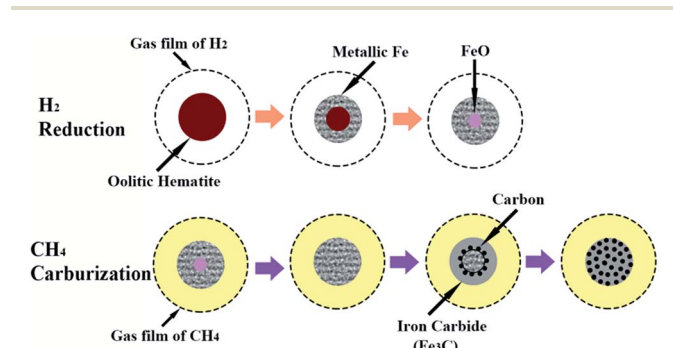 Gas film of H2
Metallic Fe
FeO
H2
Reduction
Oolitic Hematite
Carbon
CH4
Carburization
Gas film of CH4
Iron Carbide
(Fe3C)